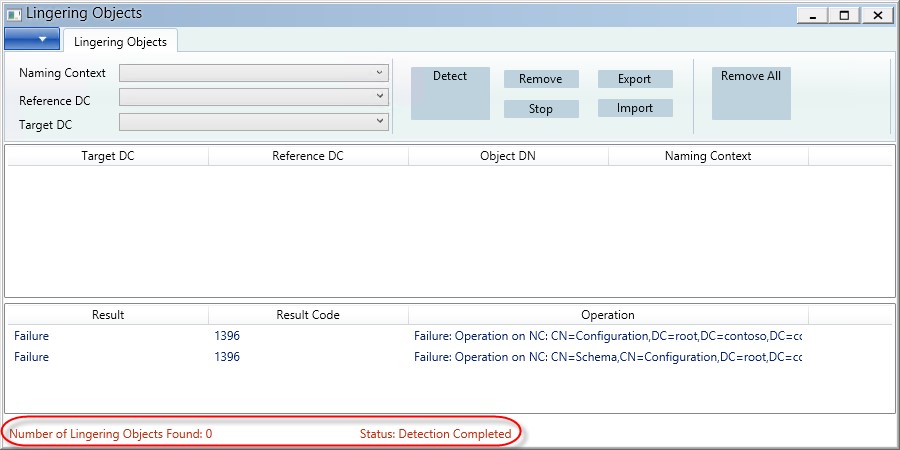 Lingering Objects
Lingering Objects
Naming Context
Reference DC
Target DC
Detect
Remove
Stop
Export
Import
Remove All
Target DC Reference DC Object DN Naming Context
Result Result Code Operation
Failure 1396 Failure: Operation on NC: CN=Configuration,DC=root,DC=contoso,DC=co
Failure 1396 Failure: Operation on NC: CN=Schema,CN=Configuration,DC=root,DC=co
Number of Lingering Objects Found: 0 Status: Detection Completed